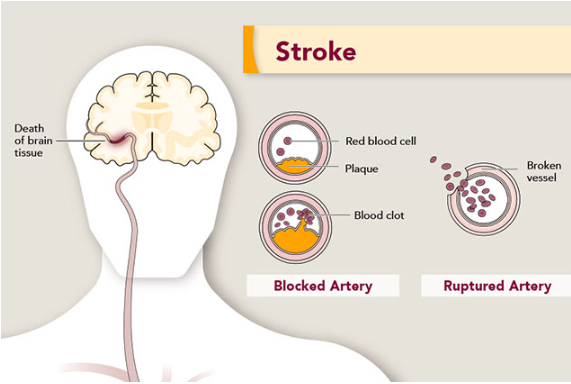 Stroke
Death
of brain
tissue
Red blood cell
Plaque
Blood clot
Broken
vessel
Blocked Artery
Ruptured Artery